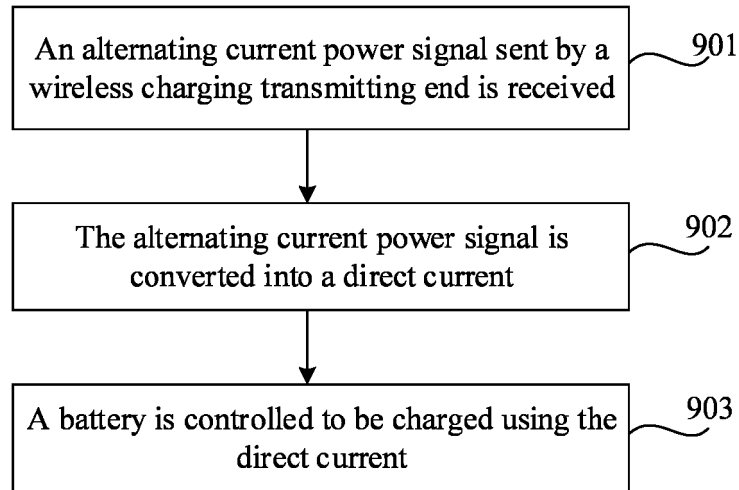 An alternating current power signal sent by a
wireless charging transmitting end is received
901
The alternating current power signal is
converted into a direct current
902
A battery is controlled to be charged using the
direct current
903